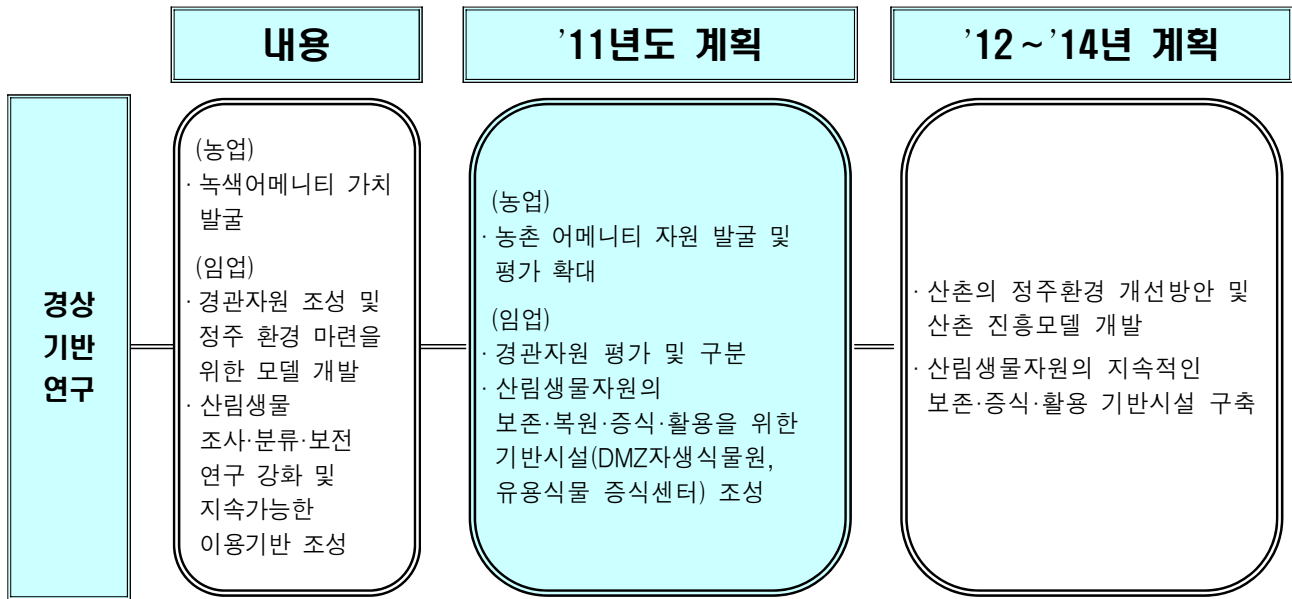 내용
’11년도 계획
’12~’14년 계획
경상
기반
연구
(농업)
· 녹색어메니티 가치
발굴
(임업)
· 경관자원 조성 및
정주 환경 마련을
위한 모델 개발
· 산림생물
조사·분류·보전
연구 강화 및
지속가능한
이용기반 조성
(농업)
· 농촌 어메니티 자원 발굴 및
평가 확대
(임업)
· 경관자원 평가 및 구분
· 산림생물자원의
보존·복원·증식·활용을 위한
기반시설(DMZ자생식물원,
유용식물 증식센터) 조성
· 산촌의 정주환경 개선방안 및
산촌 진흥모델 개발
· 산림생물자원의 지속적인
보존·증식·활용 기반시설 구축